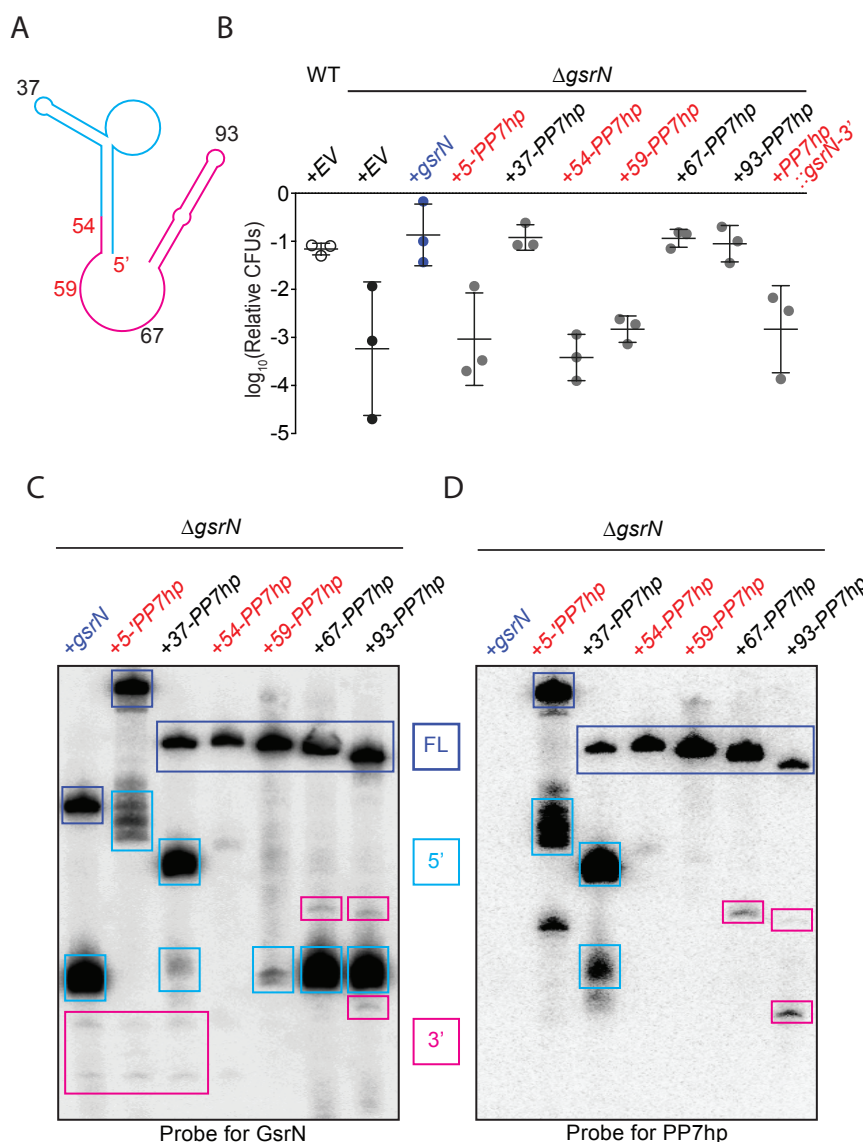 A
B
37
93
54
5'
59
67
WT
ΔgsrN
+EV
+EV
+gsrN
+5-'PP7hp
+37-PP7hp
+54-PP7hp
+59-PP7hp
+67-PP7hp
+93-PP7hp
+PP7hp
::gsrN-3'
log10(Relative CFUs)
0
-1
-2
-3
-4
-5
C
D
ΔgsrN
ΔgsrN
+gsrN
+5-'PP7hp
+37-PP7hp
+54-PP7hp
+59-PP7hp
+67-PP7hp
+93-PP7hp
+gsrN
+5-'PP7hp
+37-PP7hp
+54-PP7hp
+59-PP7hp
+67-PP7hp
+93-PP7hp
FL
5'
3'
Probe for GsrN
Probe for PP7hp